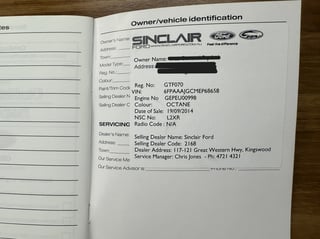 otes
Owner/vehicle identification
Owner's Name
SINCLAIR
FORD
Ford
Feel the difference
Address
Owner Name:
Town
Address:
Model Type
Reg. No.
Reg. No: GTF070
Colour
VIN: 6FPAAAJGCMEP68658
Paint/Trim Code
Engine No GEPEU00998
Selling Dealer N
Colour: OCTANE
Selling Dealer C
Date of Sale: 19/09/2014
NSC No: L2XR
Radio Code: N/A
SERVICING
Dealer's Name:
Selling Dealer Name: Sinclair Ford
Address
Selling Dealer Code: 2168
Town
Dealer Address: 117-121 Great Western Hwy, Kingswood
Our Service Me
Service Manager: Chris Jones - Ph: 4721 4321
Our Service Advisor is
PHONE NO.